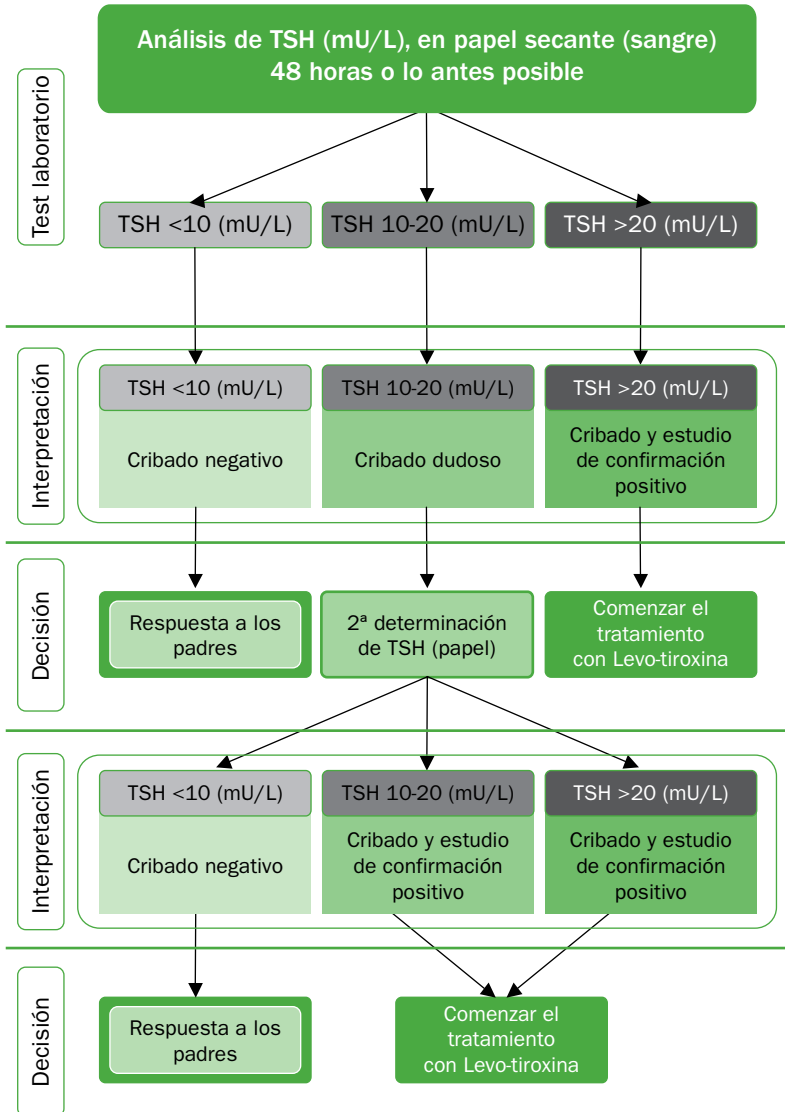 Análisis de TSH (mU/L), en papel secante (sangre)
48 horas o lo antes posible
Test laboratorio
TSH <10 (mU/L)
TSH 10-20 (mU/L)
TSH >20 (mU/L)
Interpretación
TSH <10 (mU/L)
TSH 10-20 (mU/L)
TSH >20 (mU/L)
Cribado negativo
Cribado dudoso
Cribado y estudio
de confirmación
positivo
Decisión
Respuesta a los
padres
2ª determinación
de TSH (papel)
Comenzar el
tratamiento
con Levo-tiroxina
Interpretación
TSH <10 (mU/L)
TSH 10-20 (mU/L)
TSH >20 (mU/L)
Cribado negativo
Cribado y estudio
de confirmación
positivo
Cribado y estudio
de confirmación
positivo
Decisión
Respuesta a los
padres
Comenzar el
tratamiento
con Levo-tiroxina